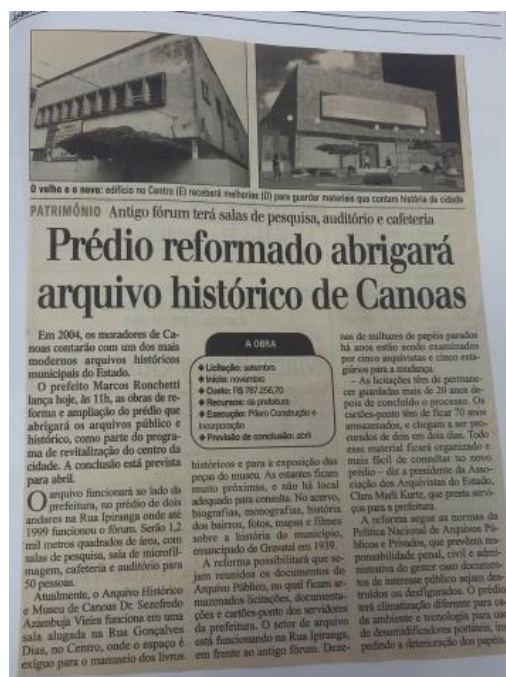 O velho e o novo: edifício no Centro (E) receberá melhorias (D) para guardar materiais que contam história da cidade
PATRIMÔNIO Antigo fórum terá salas de pesquisa, auditório e cafeteria
Prédio reformado abrigará
arquivo histórico de Canoas
Em 2004, os moradores de Ca-
noas contarão com um dos mais
modernos arquivos históricos
municipais do Estado.
O prefeito Marcos Ronchetti
lança hoje, às 11h, as obras de re-
forma e ampliação do prédio que
abrigará os arquivos público e
histórico, como parte do progra-
ma de revitalização do centro da
cidade. A conclusão está prevista
para abril.
O arquivo funcionará ao lado da
prefeitura, no prédio de dois
andares na Rua Ipiranga onde até
1999 funcionou o fórum. Serão 1,2
mil metros quadrados de área, com
salas de pesquisa, sala de microfil-
magem, cafeteria e auditório para
50 pessoas.
Atualmente, o Arquivo Histórico
e Museu de Canoas Dr. Sezefredo
Azambuja Vieira funciona em uma
sala alugada na Rua Gonçalves
Dias, no Centro, onde o espaço é
exíguo para o manuseio dos livros
A OBRA
Licitação: setembro
Início: novembro
Custo: R$ 787.256,70
Recursos: da prefeitura
Execução: Pilero Construção e
Incorporação
Previsão de conclusão: abril
históricos e para a exposição das
peças do museu. As estantes ficam
muito próximas, e não há local
adequado para consulta. No acervo,
biografias, monografias, história
dos bairros, fotos, mapas e filmes
sobre a história do município,
emancipado de Gravataí em 1939.
A reforma possibilitará que se-
jam reunidos os documentos do
Arquivo Público, no qual ficam ar-
mazenados licitações, documenta-
ções e cartões-ponto dos servidores
da prefeitura. O setor de arquivo
está funcionando na Rua Ipiranga,
em frente ao antigo fórum. Deze-
nas de milhares de papéis parados
há anos estão sendo examinados
por cinco arquivistas e cinco esta-
giários para a mudança.
– As licitações têm de permane-
cer guardadas mais de 20 anos de-
pois de concluído o processo. Os
cartões-ponto têm de ficar 70 anos
armazenados, e chegam a ser pro-
curados de dois em dois dias. Todo
esse material ficará organizado e
mais fácil de consultar no novo
prédio – diz a presidente da Asso-
ciação dos Arquivistas do Estado,
Clara Marli Kurtz, que presta servi-
ços para a prefeitura.
A reforma segue as normas da
Política Nacional de Arquivos Pú-
blicos e Privados, que prevêem res-
ponsabilidade penal, civil e admi-
nistrativa do gestor caso documen-
tos de interesse público sejam des-
truídos ou desfigurados. O prédio
terá climatização diferente para ca-
da ambiente e tecnologia para uso
de desumidificadores portáteis, im-
pedindo a deterioração dos papéis.